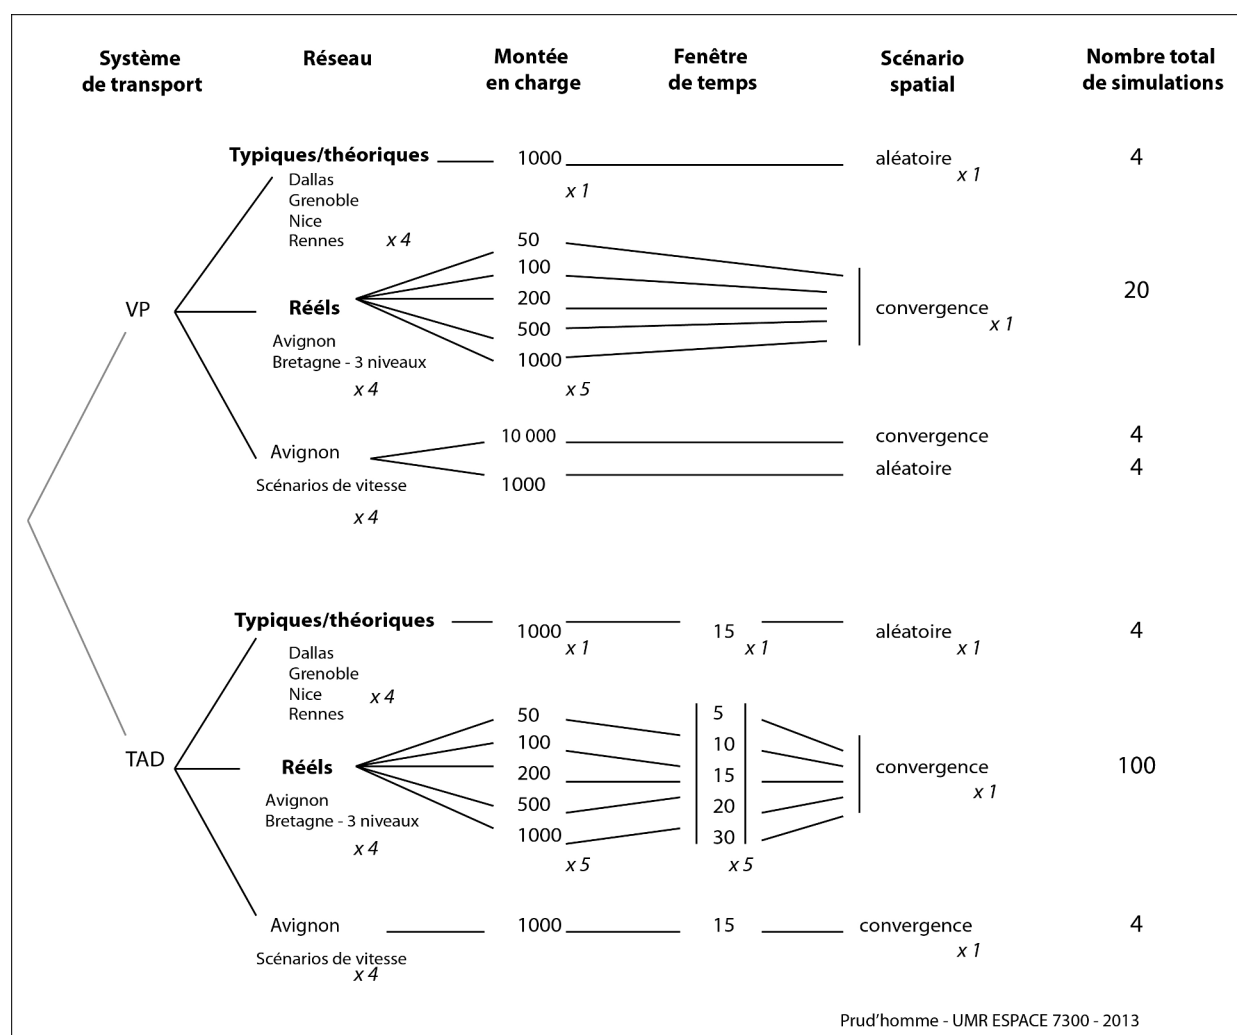 Système
de transport
Réseau
Montée
en charge
Fenêtre
de temps
Scénario
spatial
Nombre total
de simulations
VP
Typiques/théoriques
Dallas
Grenoble
Nice
Rennes x 4
1000
x 1
aléatoire
x 1
4
Rééls
Avignon
Bretagne - 3 niveaux
x 4
50
100
200
500
1000
x 5
convergence
x 1
20
Avignon
Scénarios de vitesse
x 4
10 000
convergence
4
1000
aléatoire
4
TAD
Typiques/théoriques
Dallas
Grenoble
Nice x 4
Rennes
1000
x 1
15
x 1
aléatoire
x 1
4
Rééls
Avignon
Bretagne - 3 niveaux
x 4
50
100
200
500
1000
x 5
5
10
15
20
30
x 5
convergence
x 1
100
Avignon
Scénarios de vitesse
x 4
1000
15
convergence
x 1
4
Prud'homme - UMR ESPACE 7300 - 2013